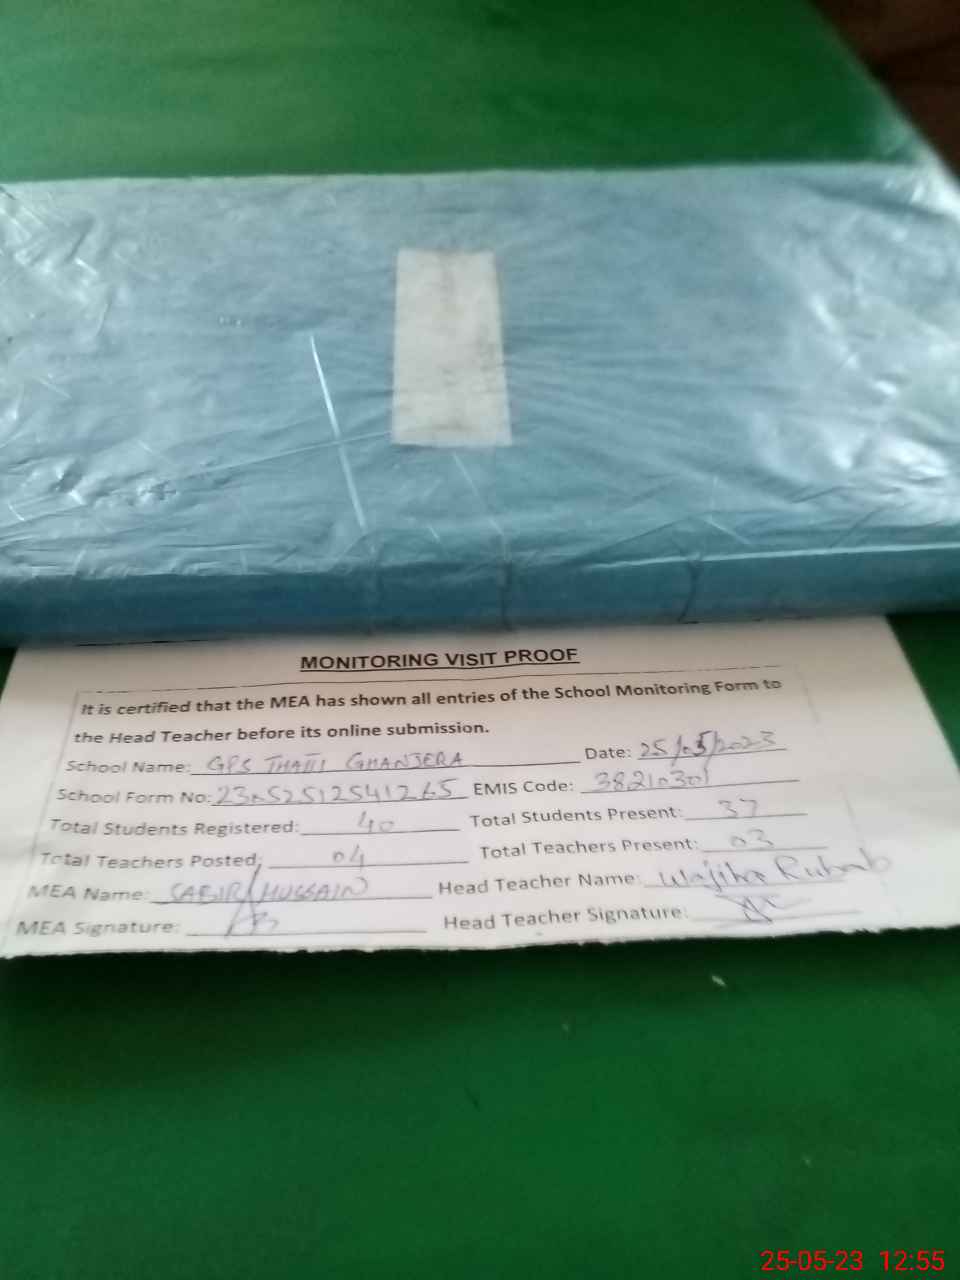 MONITORING VISIT PROOF
It is certified that the MEA has shown all entries of the School Monitoring Form to
the Head Teacher before its online submission.
School Name: GPS THATTI GHANJERA Date: 25/05/2023
School Form No: EMIS Code: 38210301
Total Students Registered: 40 Total Students Present: 37
Total Teachers Posted: 04 Total Teachers Present: 03
MEA Name: SABIR HUSSAIN Head Teacher Name: Wajiha Rubab
MEA Signature: Head Teacher Signature:
25-05-23 12:55